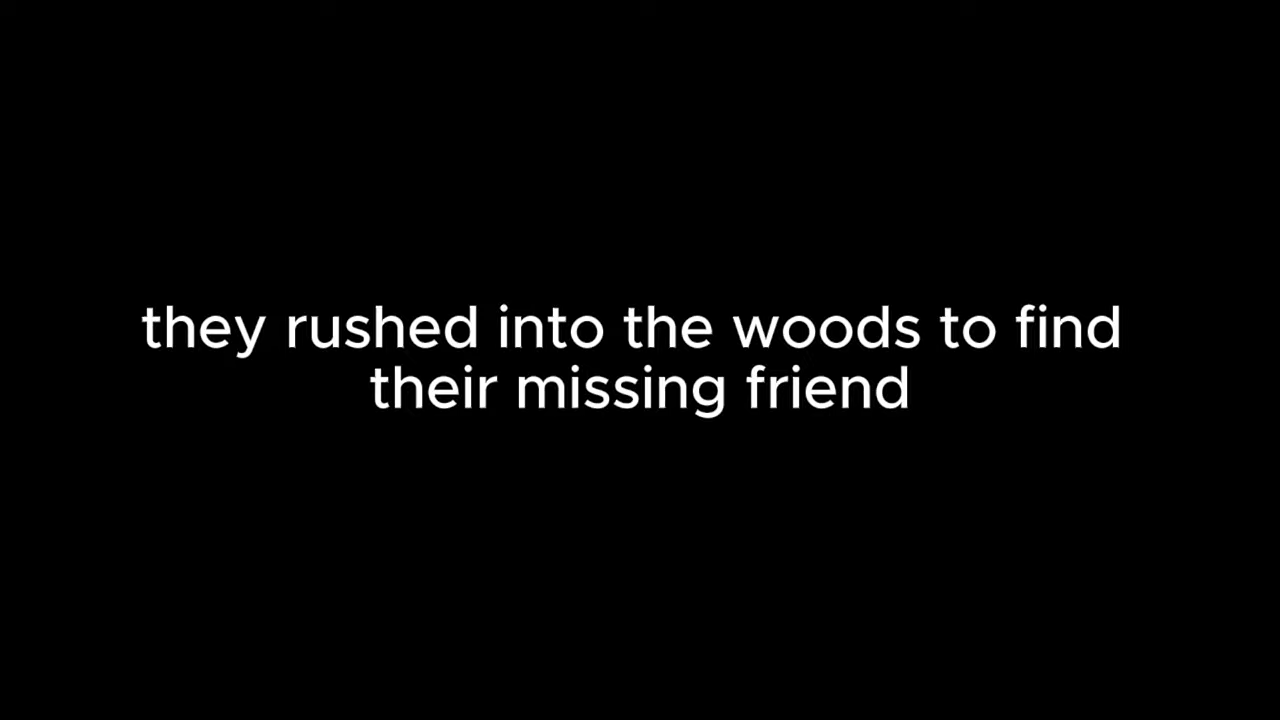 they rushed into the woods to find
their missing friend